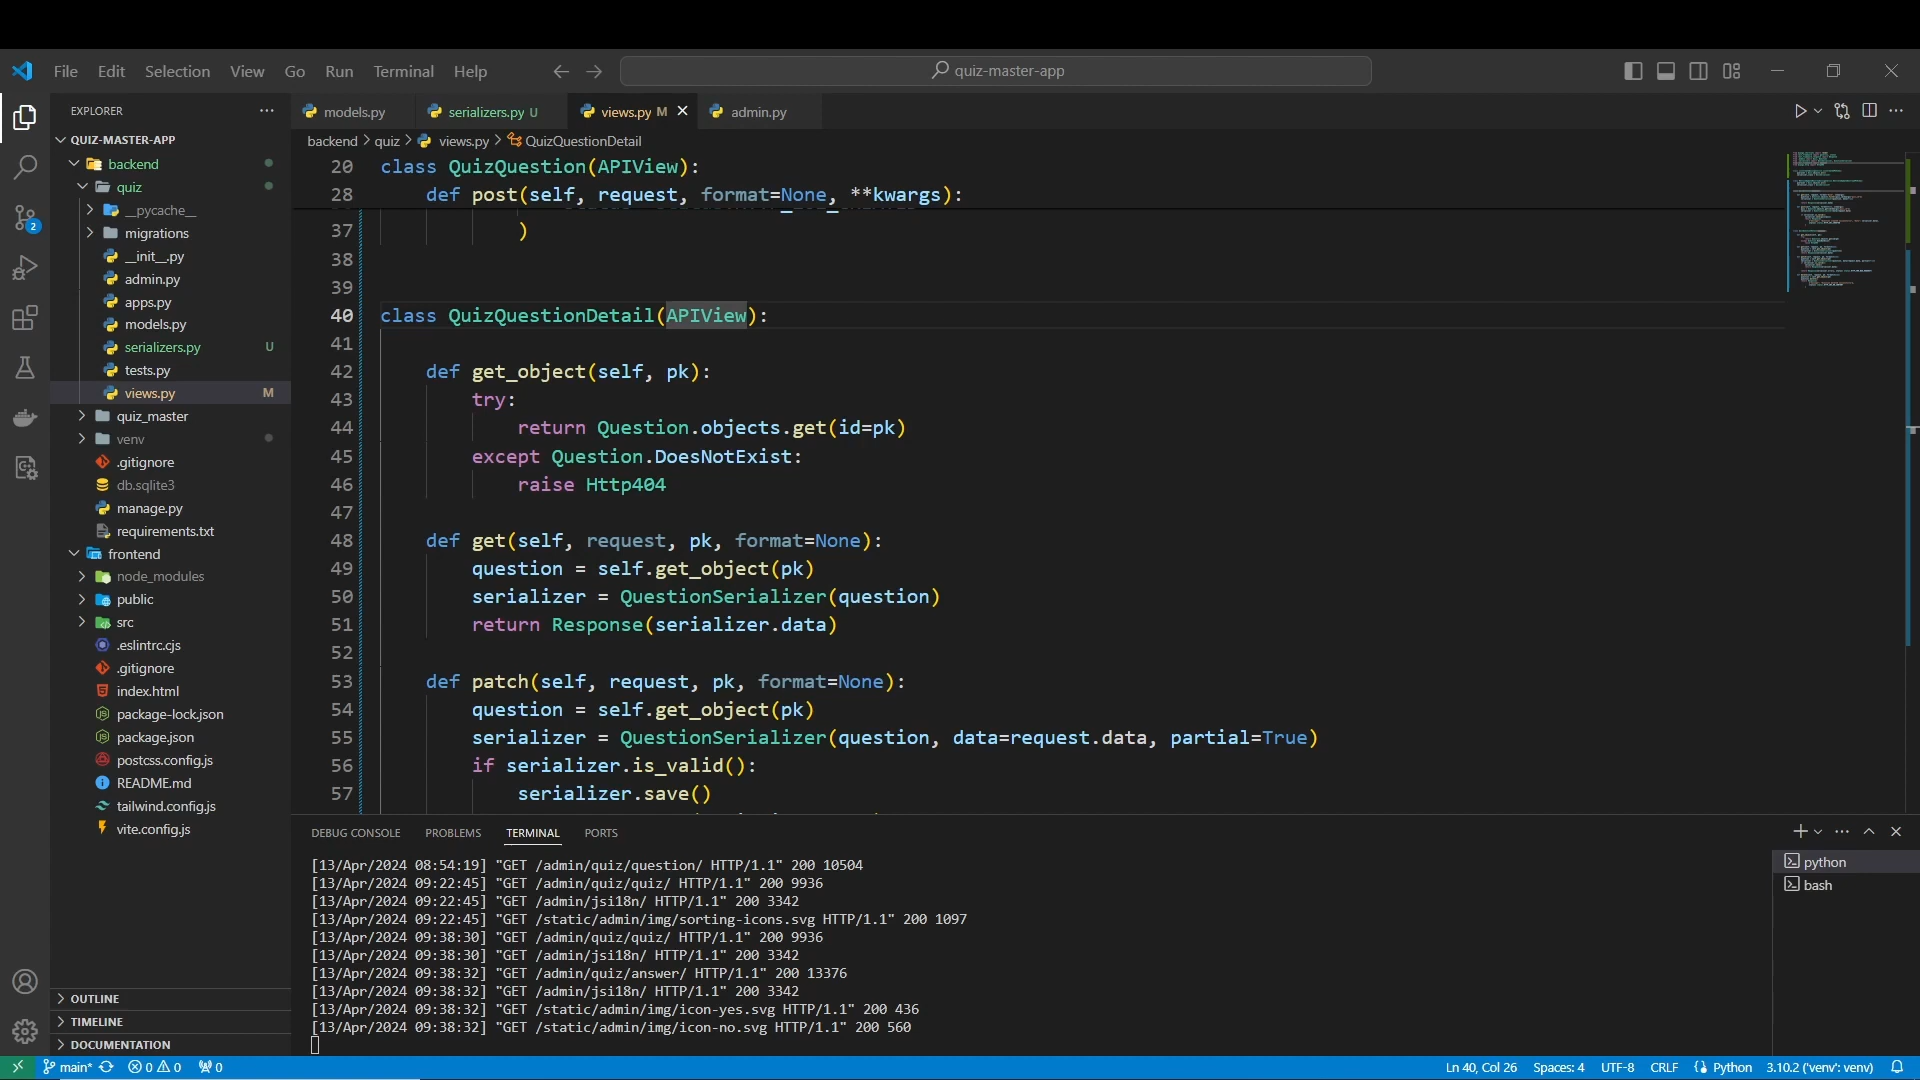 File Edit Selection View Go Run Terminal Help
quiz-master-app
EXPLORER
QUIZ-MASTER-APP
backend
quiz
__pycache__
migrations
__init__.py
admin.py
apps.py
models.py
serializers.py U
tests.py
views.py M
quiz_master
venv
.gitignore
db.sqlite3
manage.py
requirements.txt
frontend
node_modules
public
src
.eslintrc.cjs
.gitignore
index.html
package-lock.json
package.json
postcss.config.js
README.md
tailwind.config.js
vite.config.js
OUTLINE
TIMELINE
DOCUMENTATION
2
models.py serializers.py U views.py M admin.py
backend > quiz > views.py > QuizQuestionDetail
20 class QuizQuestion(APIView):
28 def post(self, request, format=None, **kwargs):
37 )
38
39
40 class QuizQuestionDetail(APIView):
41
42 def get_object(self, pk):
43 try:
44 return Question.objects.get(id=pk)
45 except Question.DoesNotExist:
46 raise Http404
47
48 def get(self, request, pk, format=None):
49 question = self.get_object(pk)
50 serializer = QuestionSerializer(question)
51 return Response(serializer.data)
52
53 def patch(self, request, pk, format=None):
54 question = self.get_object(pk)
55 serializer = QuestionSerializer(question, data=request.data, partial=True)
56 if serializer.is_valid():
57 serializer.save()
DEBUG CONSOLE PROBLEMS TERMINAL PORTS
[13/Apr/2024 08:54:19] "GET /admin/quiz/question/ HTTP/1.1" 200 10504
[13/Apr/2024 09:22:45] "GET /admin/quiz/quiz/ HTTP/1.1" 200 9936
[13/Apr/2024 09:22:45] "GET /admin/jsi18n/ HTTP/1.1" 200 3342
[13/Apr/2024 09:22:45] "GET /static/admin/img/sorting-icons.svg HTTP/1.1" 200 1097
[13/Apr/2024 09:38:30] "GET /admin/quiz/quiz/ HTTP/1.1" 200 9936
[13/Apr/2024 09:38:30] "GET /admin/jsi18n/ HTTP/1.1" 200 3342
[13/Apr/2024 09:38:32] "GET /admin/quiz/answer/ HTTP/1.1" 200 13376
[13/Apr/2024 09:38:32] "GET /admin/jsi18n/ HTTP/1.1" 200 3342
[13/Apr/2024 09:38:32] "GET /static/admin/img/icon-yes.svg HTTP/1.1" 200 436
[13/Apr/2024 09:38:32] "GET /static/admin/img/icon-no.svg HTTP/1.1" 200 560
python
bash
main* 0 0 0 Ln 40, Col 26 Spaces: 4 UTF-8 CRLF Python 3.10.2 ('venv': venv)